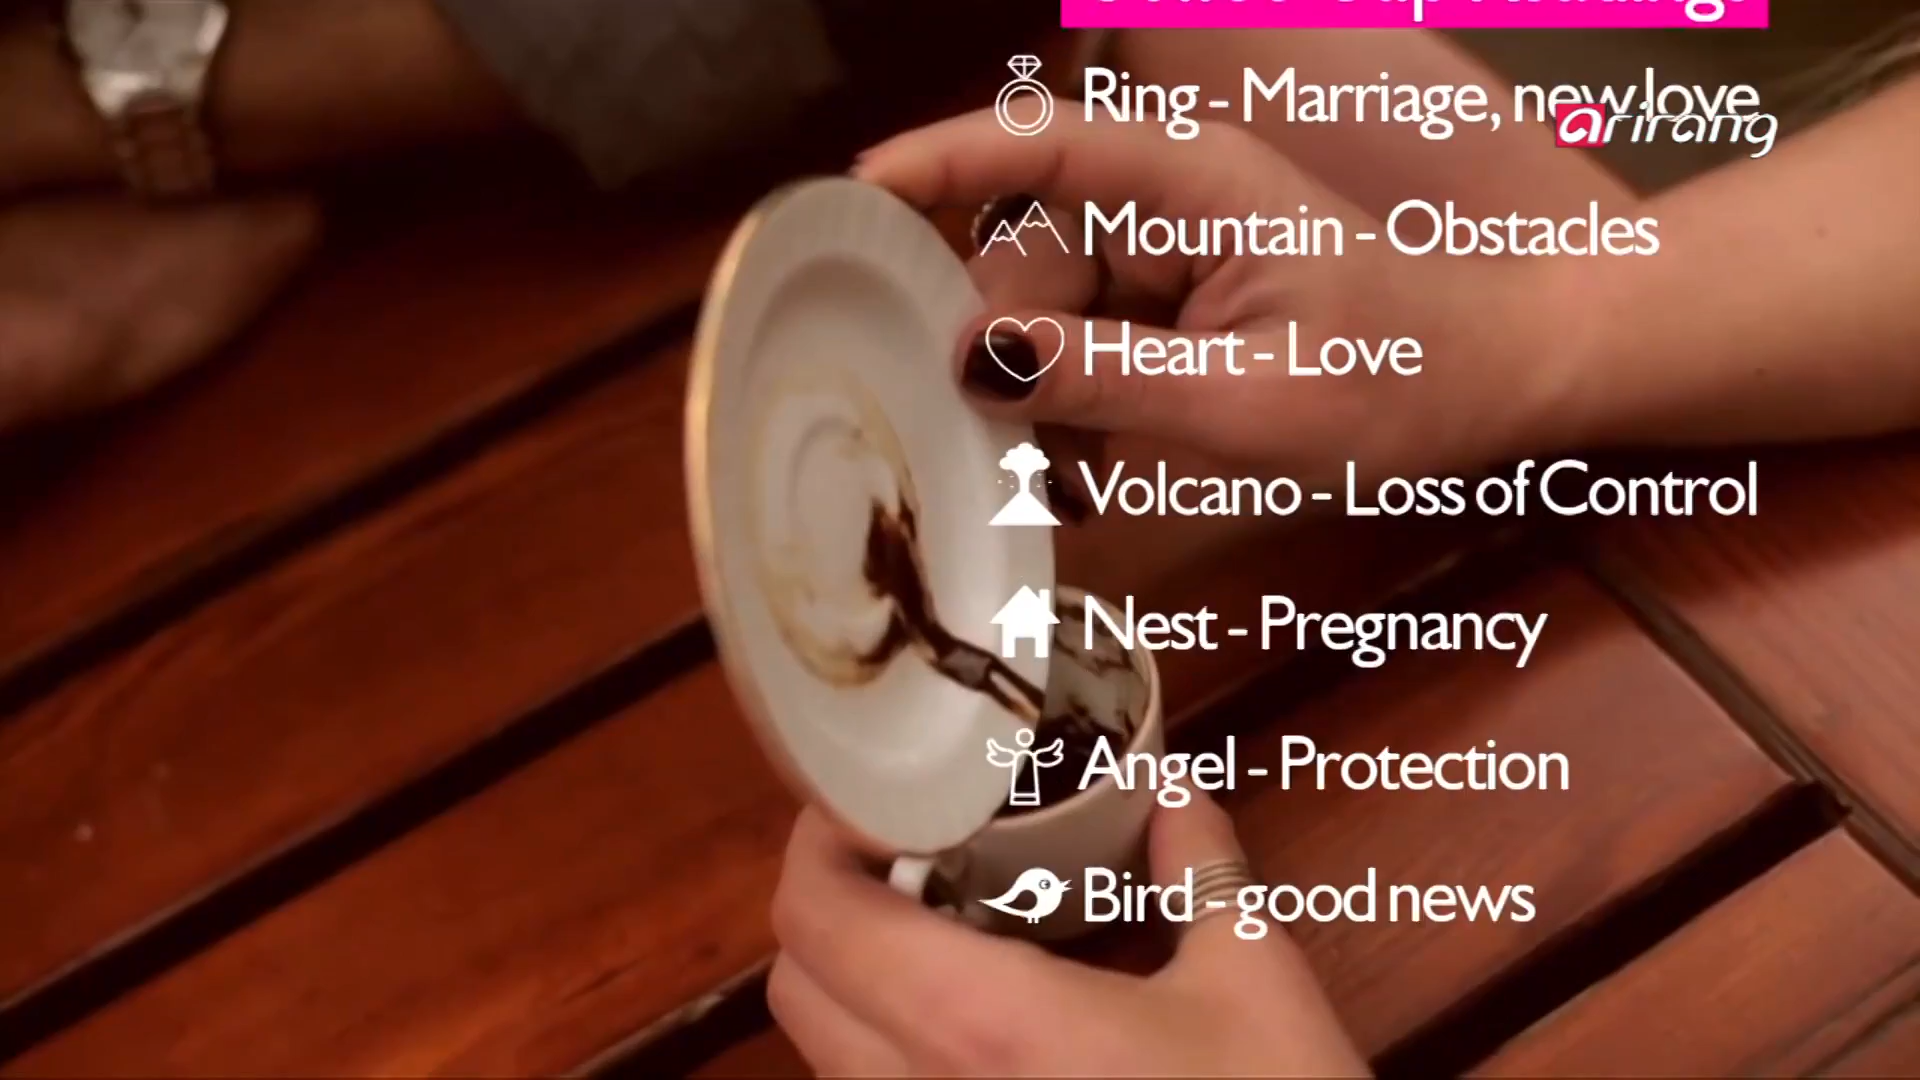 Ring - Marriage, new love
arirang
Mountain - Obstacles
Heart - Love
Volcano - Loss of Control
Nest - Pregnancy
Angel - Protection
Bird - good news